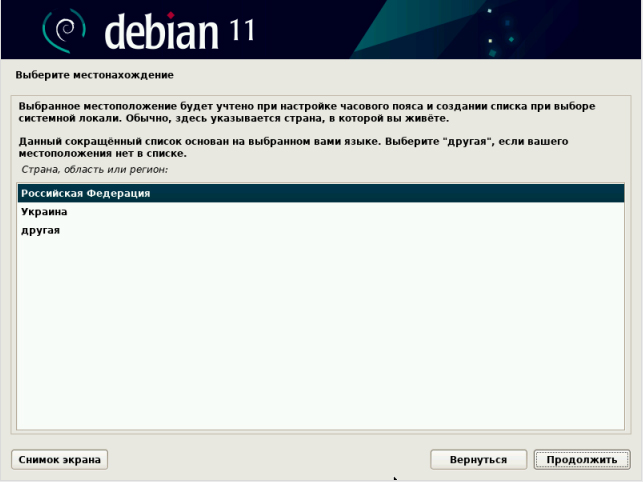 debian 11
Выберите местонахождение
Выбранное местоположение будет учтено при настройке часового пояса и создании списка при выборе
системной локали. Обычно, здесь указывается страна, в которой вы живёте.
Данный сокращённый список основан на выбранном вами языке. Выберите "другая", если вашего
местоположения нет в списке.
Страна, область или регион:
Российская Федерация
Украина
другая
Снимок экрана
Вернуться
Продолжить